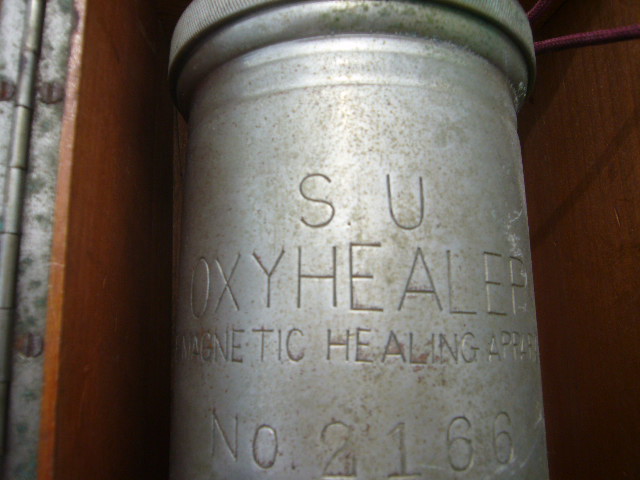 S. U
OXYHEALER
MAGNETIC HEALING
No. 2166